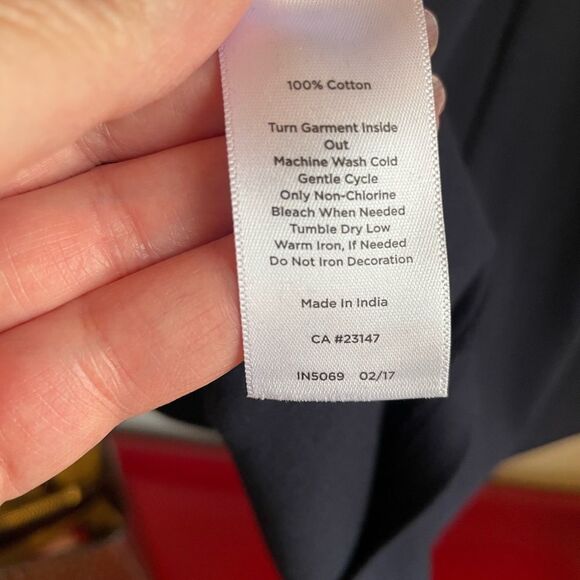 100% Cotton
Turn Garment Inside
Out
Machine Wash Cold
Gentle Cycle
Only Non-Chlorine
Bleach When Needed
Tumble Dry Low
Warm Iron, If Needed
Do Not Iron Decoration
Made In India
CA #23147
IN5069 02/17